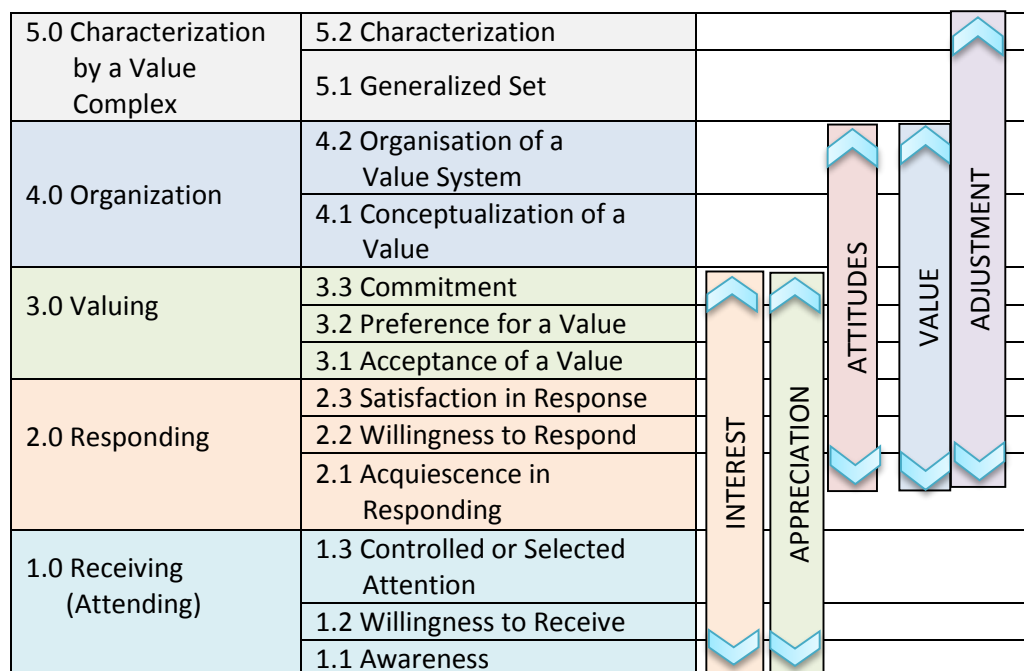 5.0 Characterization
by a Value
Complex
5.2 Characterization
5.1 Generalized Set
4.0 Organization
4.2 Organisation of a
Value System
4.1 Conceptualization of a
Value
3.0 Valuing
3.3 Commitment
3.2 Preference for a Value
3.1 Acceptance of a Value
2.0 Responding
2.3 Satisfaction in Response
2.2 Willingness to Respond
2.1 Acquiescence in
Responding
1.0 Receiving
(Attending)
1.3 Controlled or Selected
Attention
1.2 Willingness to Receive
1.1 Awareness
INTEREST
APPRECIATION
ATTITUDES
VALUE
ADJUSTMENT